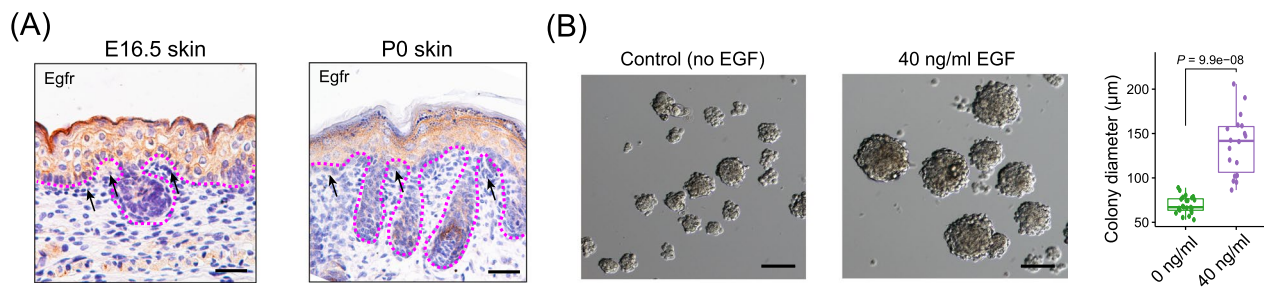 (A)
E16.5 skin
Egfr
P0 skin
Egfr
(B)
Control (no EGF)
40 ng/ml EGF
P = 9.9e−08
Colony diameter (µm)
200
150
100
50
0 ng/ml
40 ng/ml